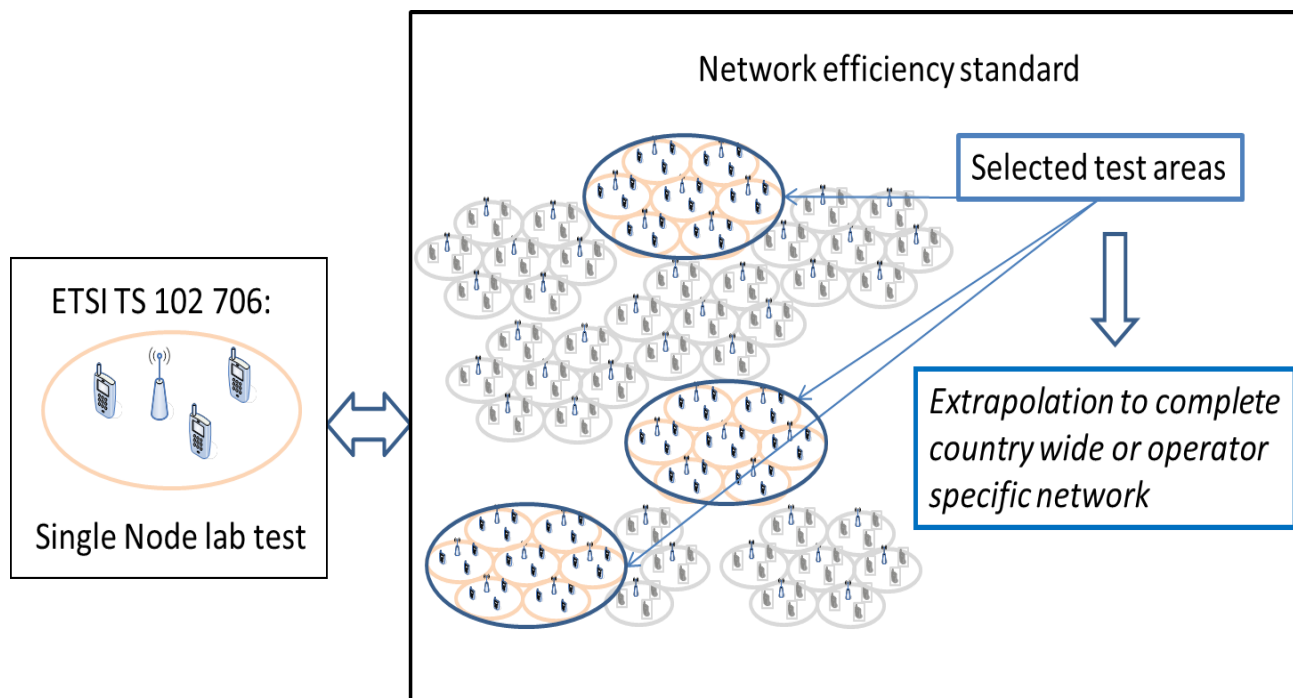 Network efficiency standard
Selected test areas
ETSI TS 102 706:
Single Node lab test
Extrapolation to complete
country wide or operator
specific network